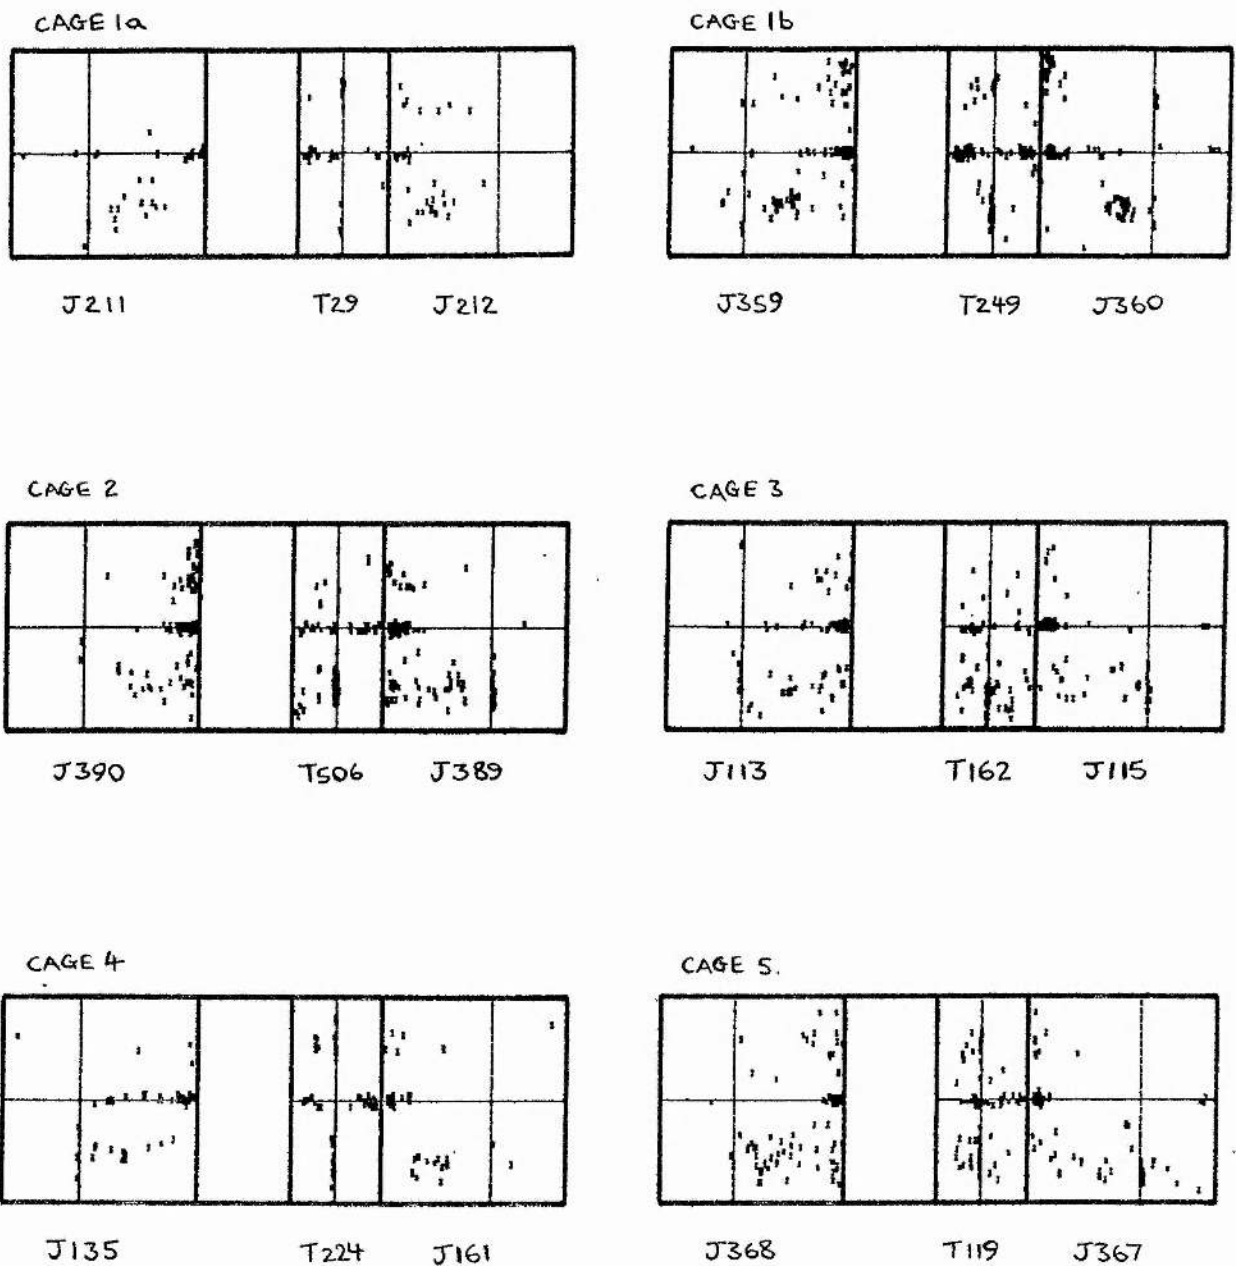 CAGE 1a CAGE 1b
J211 T29 J212 J359 T249 J360
CAGE 2 CAGE 3
J390 T506 J389 J113 T162 J115
CAGE 4 CAGE 5.
J135 T224 J161 J368 T119 J367